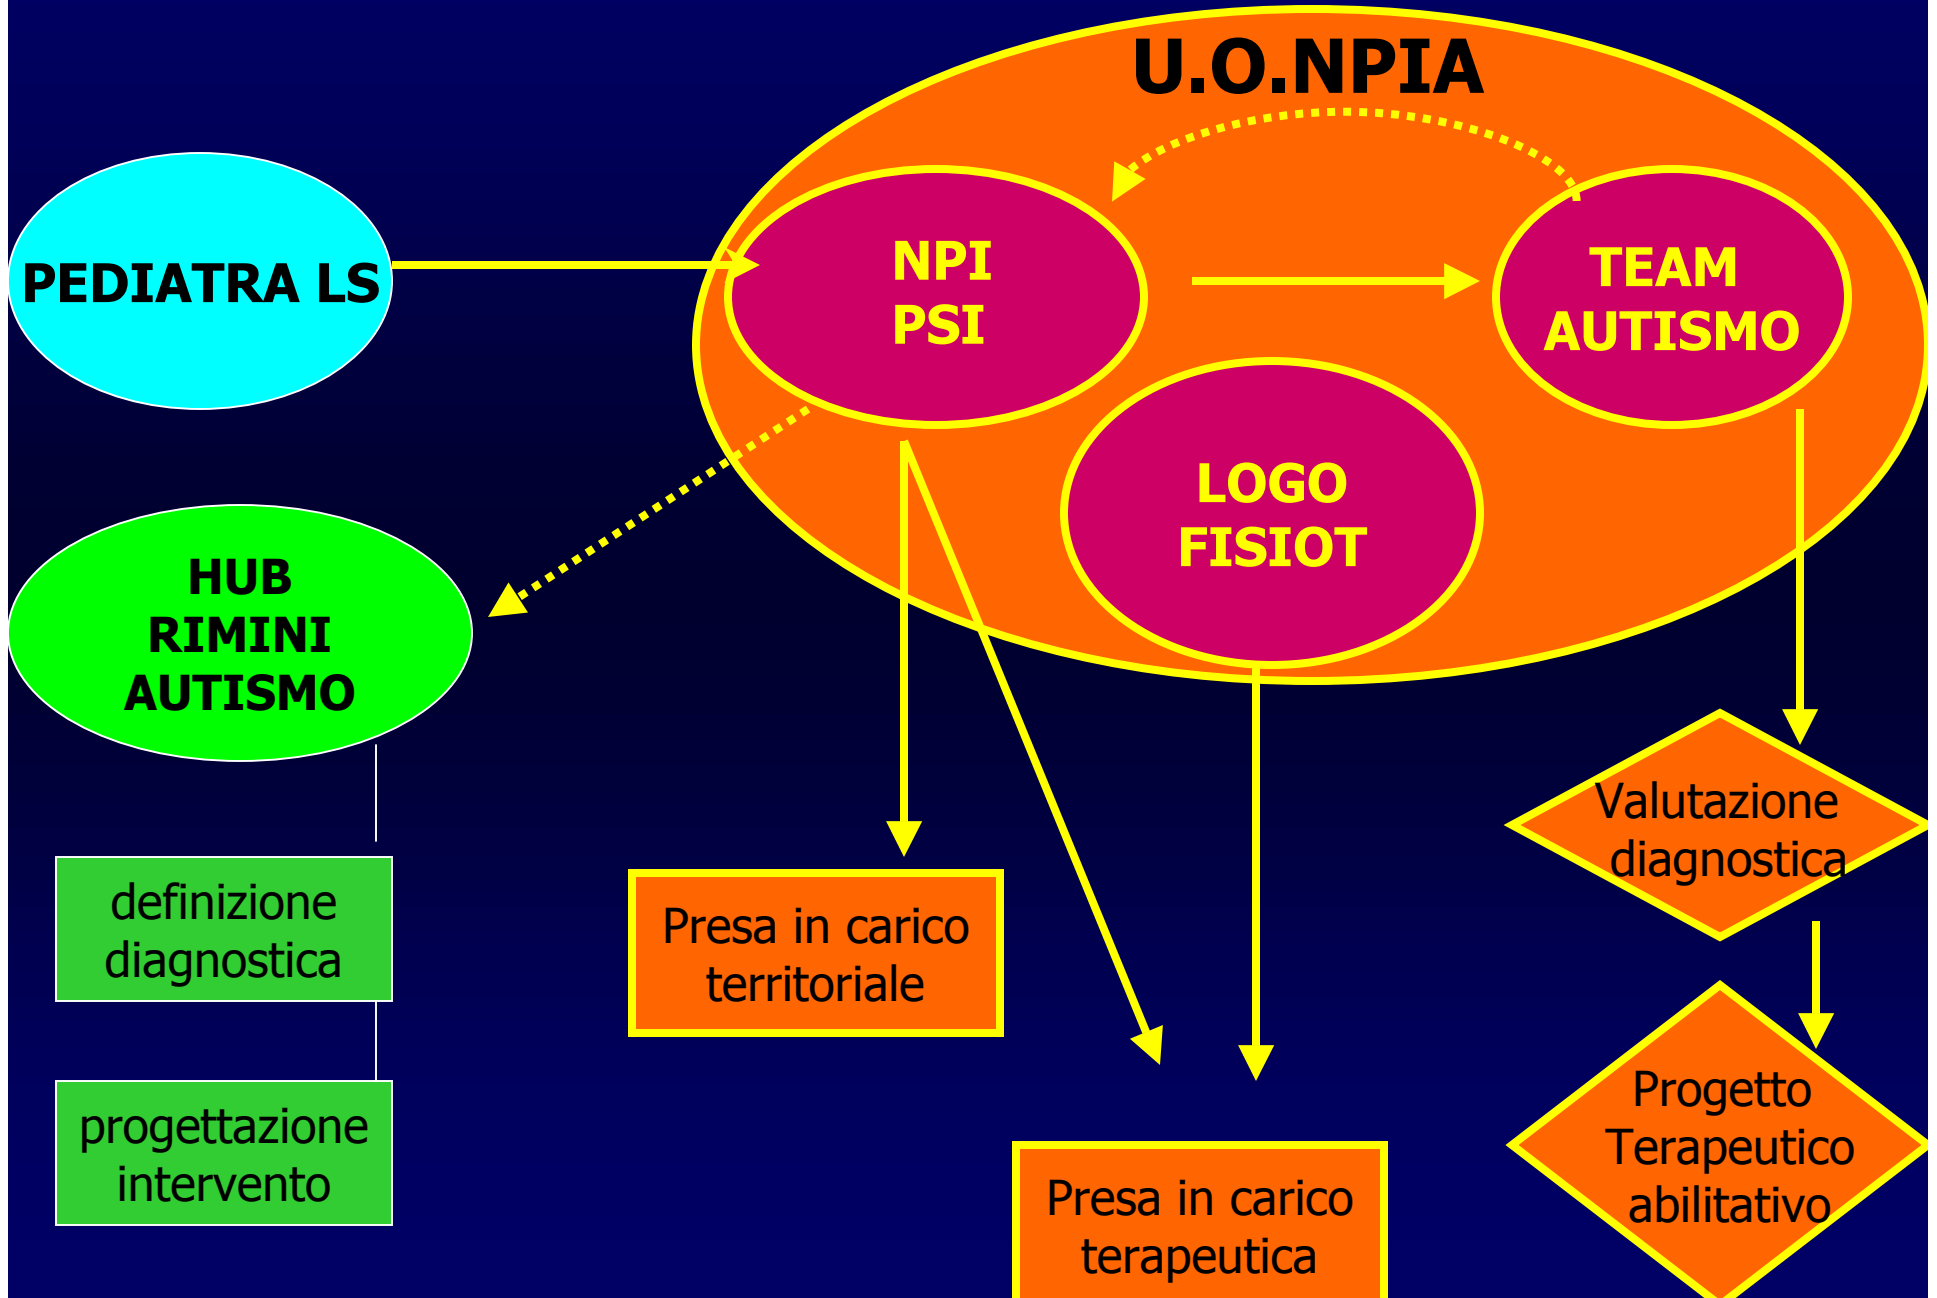 U.O.NPIA
PEDIATRA LS
NPI
PSI
TEAM
AUTISMO
LOGO
FISIOT
HUB
RIMINI
AUTISMO
Valutazione
diagnostica
definizione
diagnostica
Presa in carico
territoriale
progettazione
intervento
Presa in carico
terapeutica
Progetto
Terapeutico
abilitativo